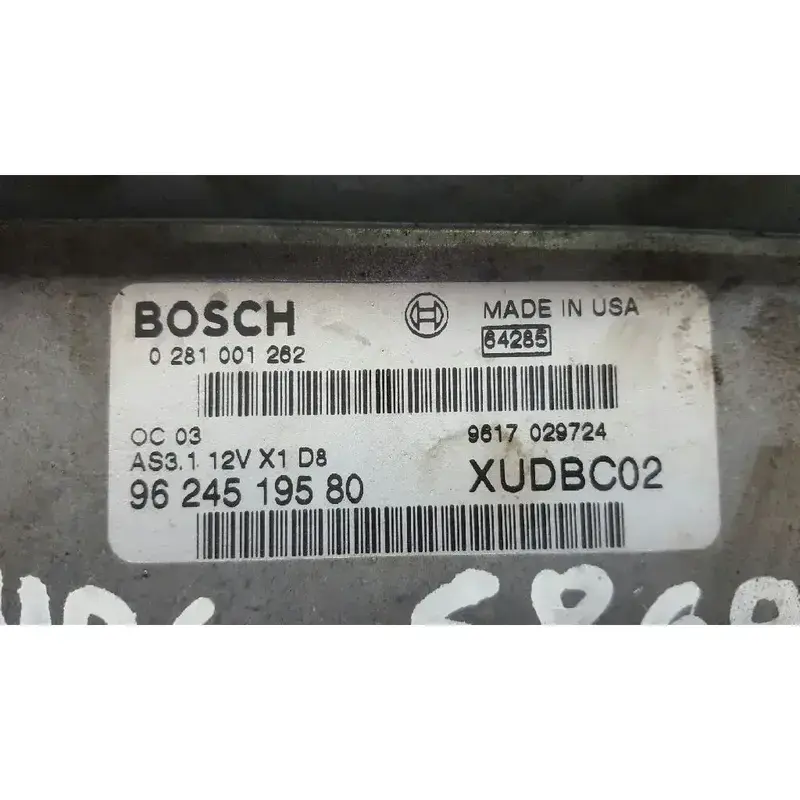 BOSCH
MADE IN USA
0 281 001 262
64285
OC 03
9617 029724
AS3.1 12V X1 D8
96 245 195 80
XUDBC02